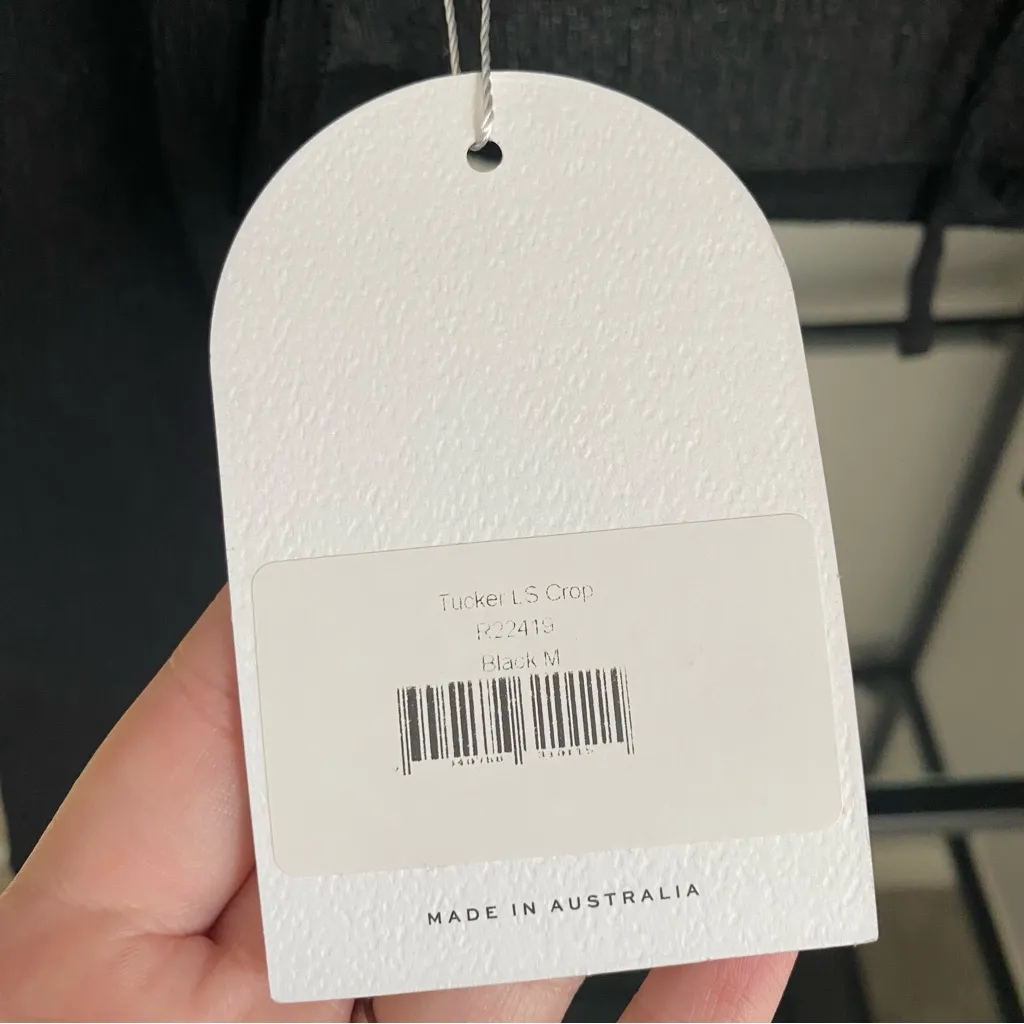 Tucker LS Crop
R22419
Black M
MADE IN AUSTRALIA